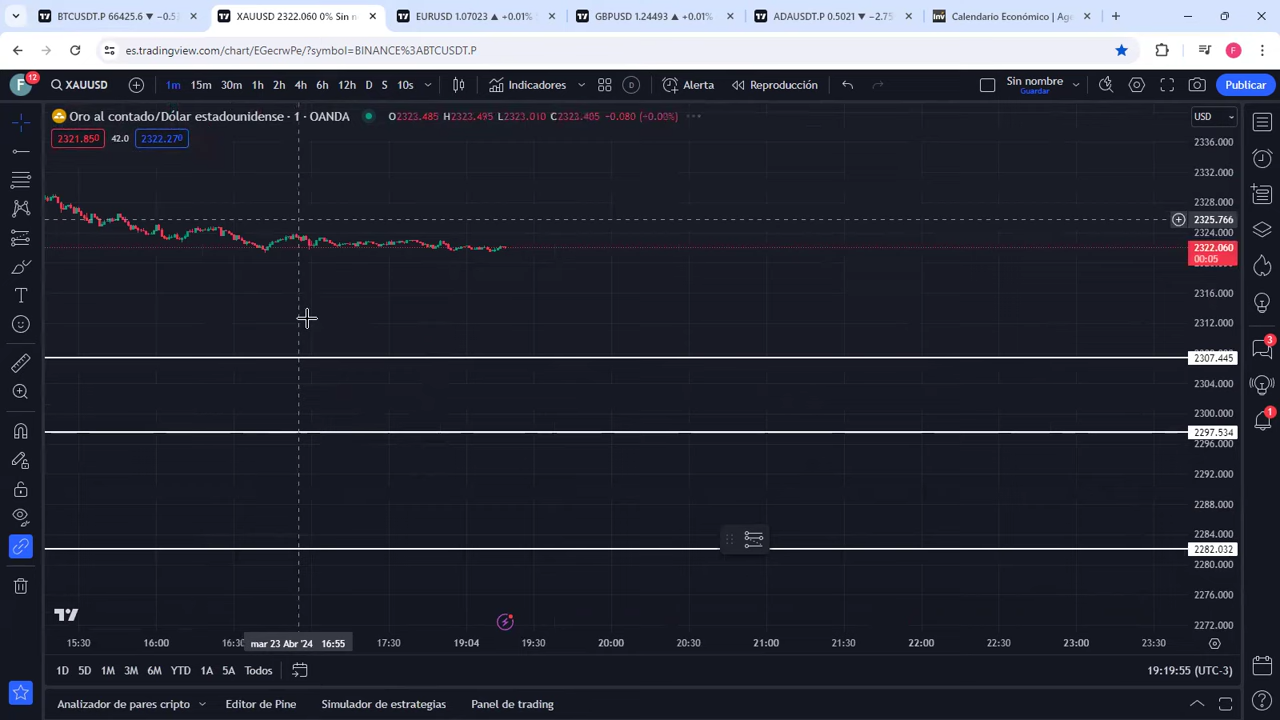 BTCUSDT.P 66425.6 ▼ −0.5
XAUUSD 2322.060 0% Sin n
EURUSD 1.07023 ▲ +0.01%
GBPUSD 1.24493 ▲ +0.01%
ADAUSDT.P 0.5021 ▼ −2.75
Inv Calendario Económico | Age
es.tradingview.com/chart/EGecrwPe/?symbol=BINANCE%3ABTCUSDT.P
F
F 12 XAUUSD 1m 15m 30m 1h 2h 4h 6h 12h D S 10s Indicadores D Alerta Reproducción Sin nombre Guardar Publicar
Oro al contado/Dólar estadounidense · 1 · OANDA O2323.485 H2323.495 L2323.010 C2323.405 −0.080 (−0.00%)
USD
2321.850 42.0 2322.270
2336.000
2332.000
2328.000
2325.766
2324.000
2322.060
00:05
2316.000
2312.000
2307.445
2304.000
2300.000
2297.534
2296.000
2292.000
2288.000
2284.000
2282.032
2280.000
2276.000
2272.000
3
1
15:30 16:00 16:30 mar 23 Abr '24 16:55 17:30 19:04 19:30 20:00 20:30 21:00 21:30 22:00 22:30 23:00 23:30
1D 5D 1M 3M 6M YTD 1A 5A Todos 19:19:55 (UTC-3)
Analizador de pares cripto Editor de Pine Simulador de estrategias Panel de trading